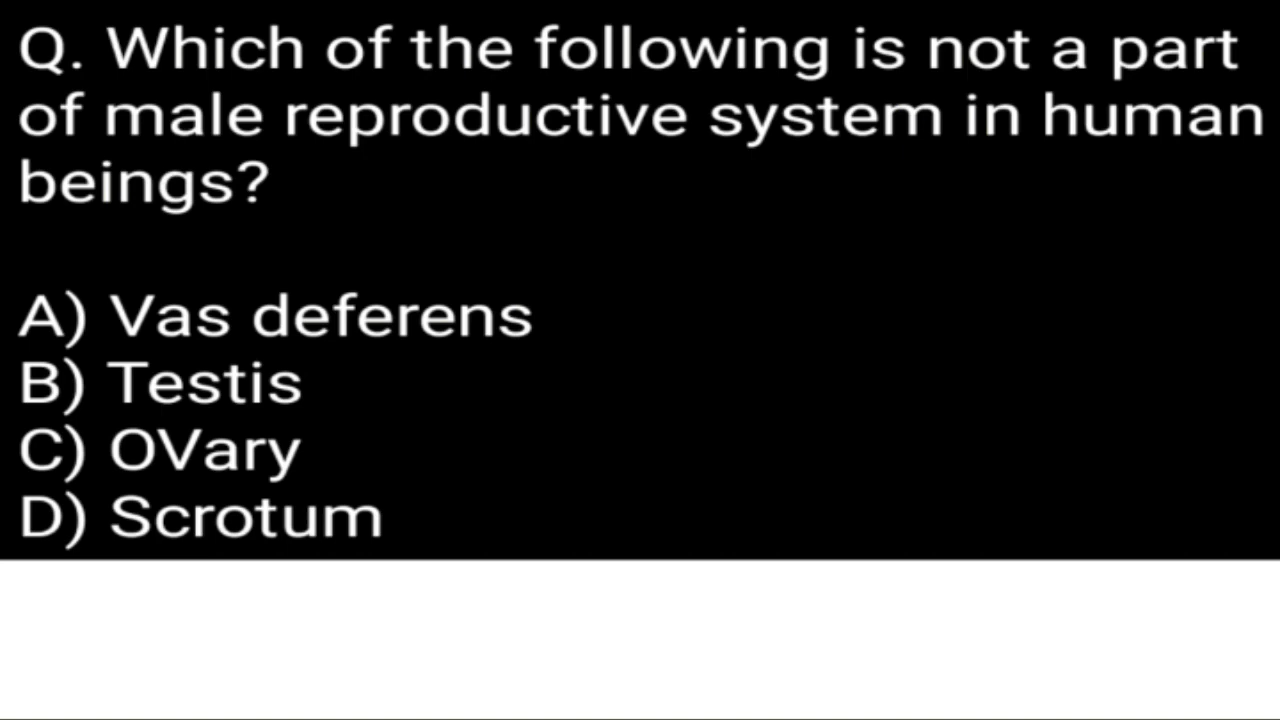 Q. Which of the following is not a part
of male reproductive system in human
beings?
A) Vas deferens
B) Testis
C) OVary
D) Scrotum